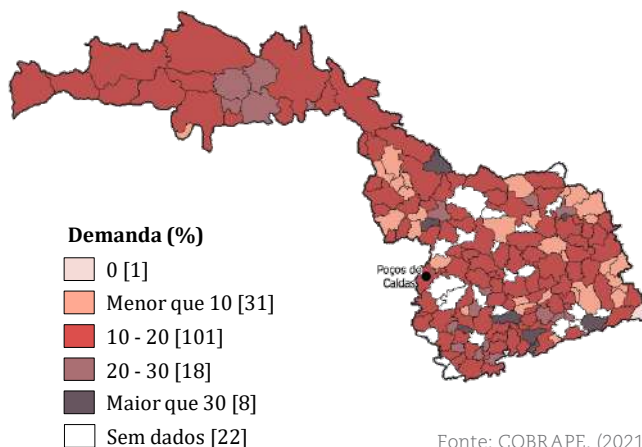 Demanda (%)
0 [1]
Menor que 10 [31]
10 - 20 [101]
20 - 30 [18]
Maior que 30 [8]
Sem dados [22]
Poços de
Caldas
Fonte: COBRAPE, (2021